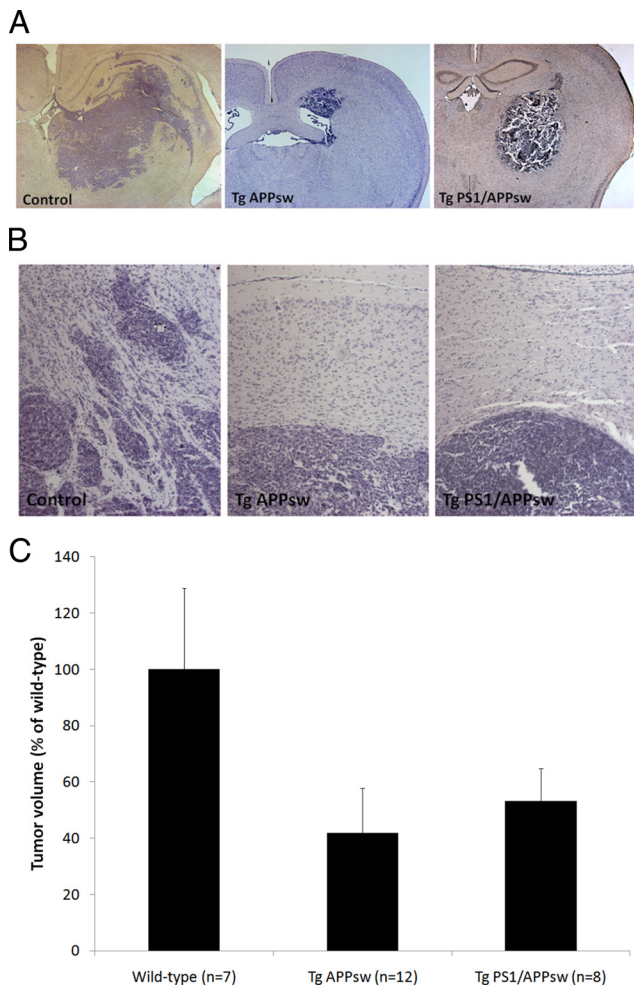 A
Control
Tg APPsw
Tg PS1/APPsw
B
Control
Tg APPsw
Tg PS1/APPsw
C
Tumor volume (% of wild-type)
140
120
100
80
60
40
20
0
Wild-type (n=7)
Tg APPsw (n=12)
Tg PS1/APPsw (n=8)